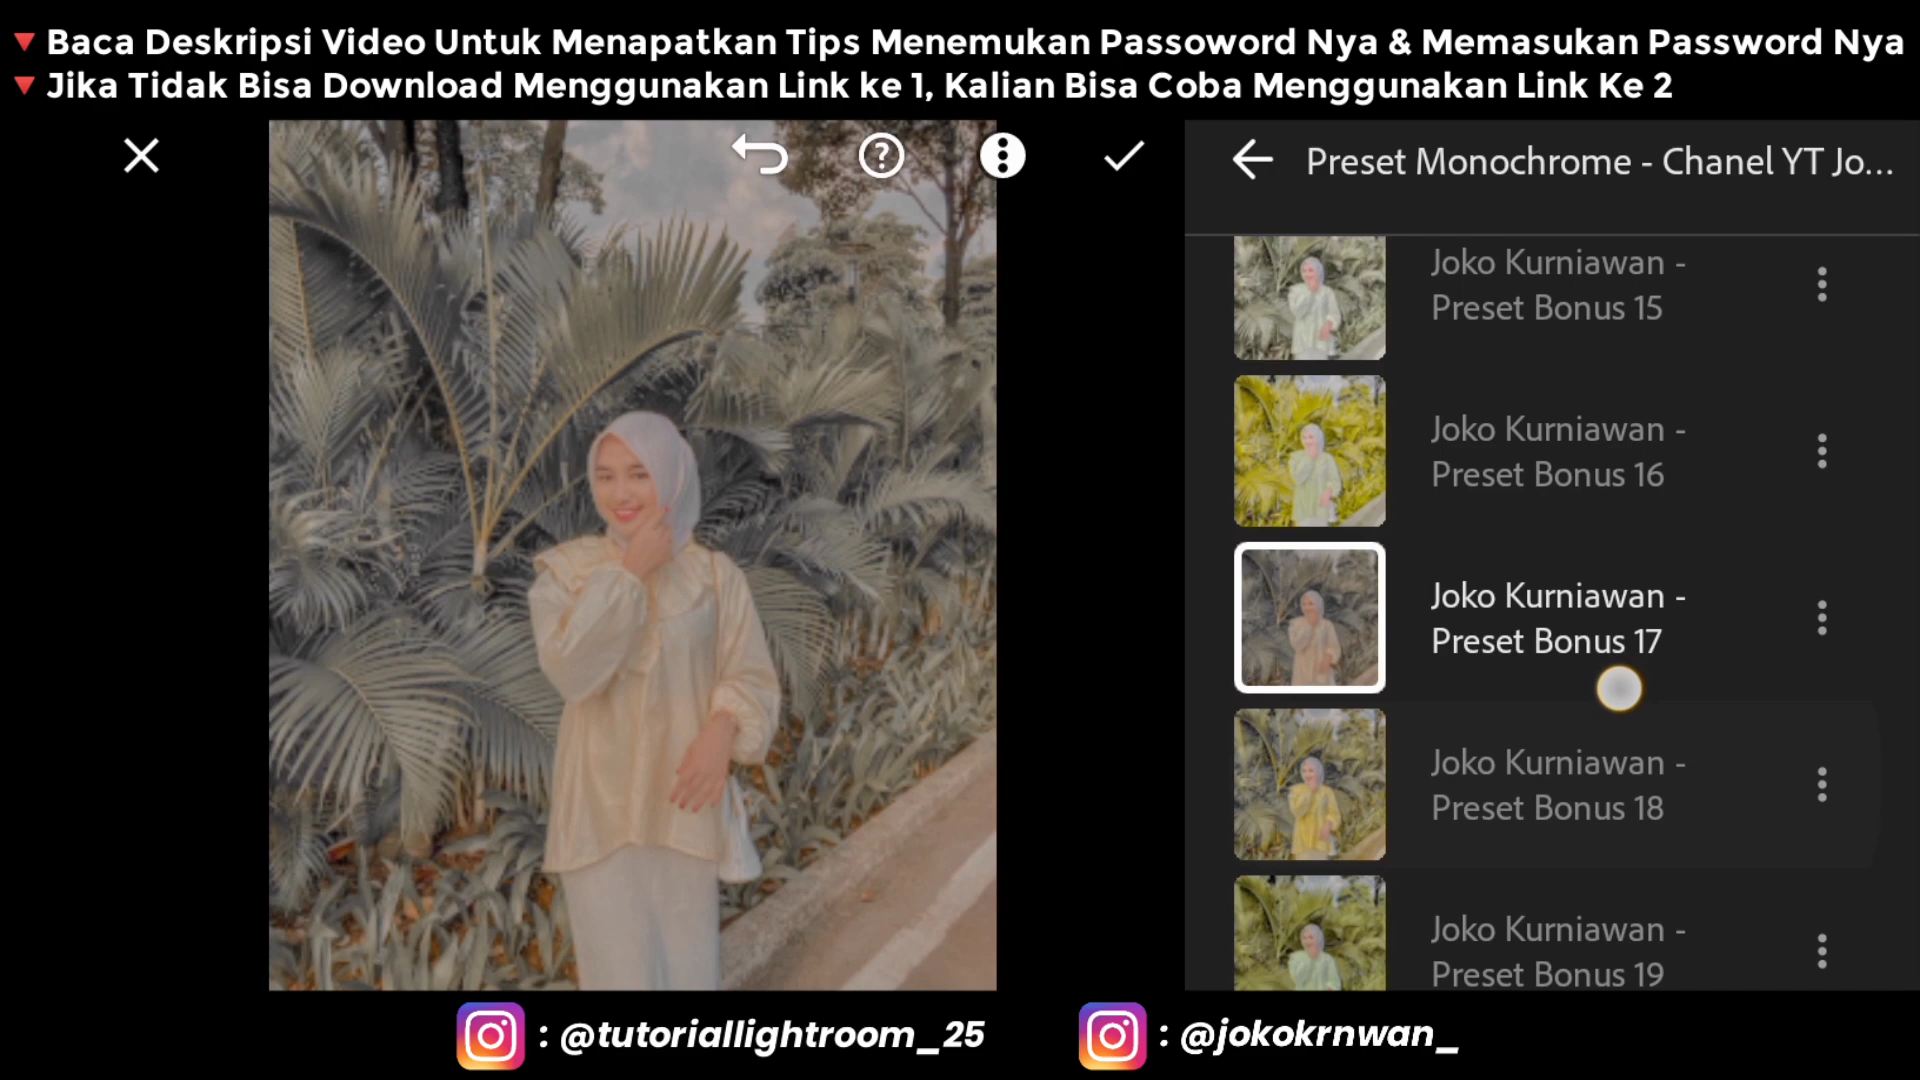 Baca Deskripsi Video Untuk Menapatkan Tips Menemukan Passoword Nya & Memasukan Password Nya
Jika Tidak Bisa Download Menggunakan Link ke 1, Kalian Bisa Coba Menggunakan Link Ke 2
Preset Monochrome - Chanel YT Jo...
Joko Kurniawan -
Preset Bonus 15
Joko Kurniawan -
Preset Bonus 16
Joko Kurniawan -
Preset Bonus 17
Joko Kurniawan -
Preset Bonus 18
Joko Kurniawan -
Preset Bonus 19
: @tutoriallightroom_25
: @jokokrnwan_